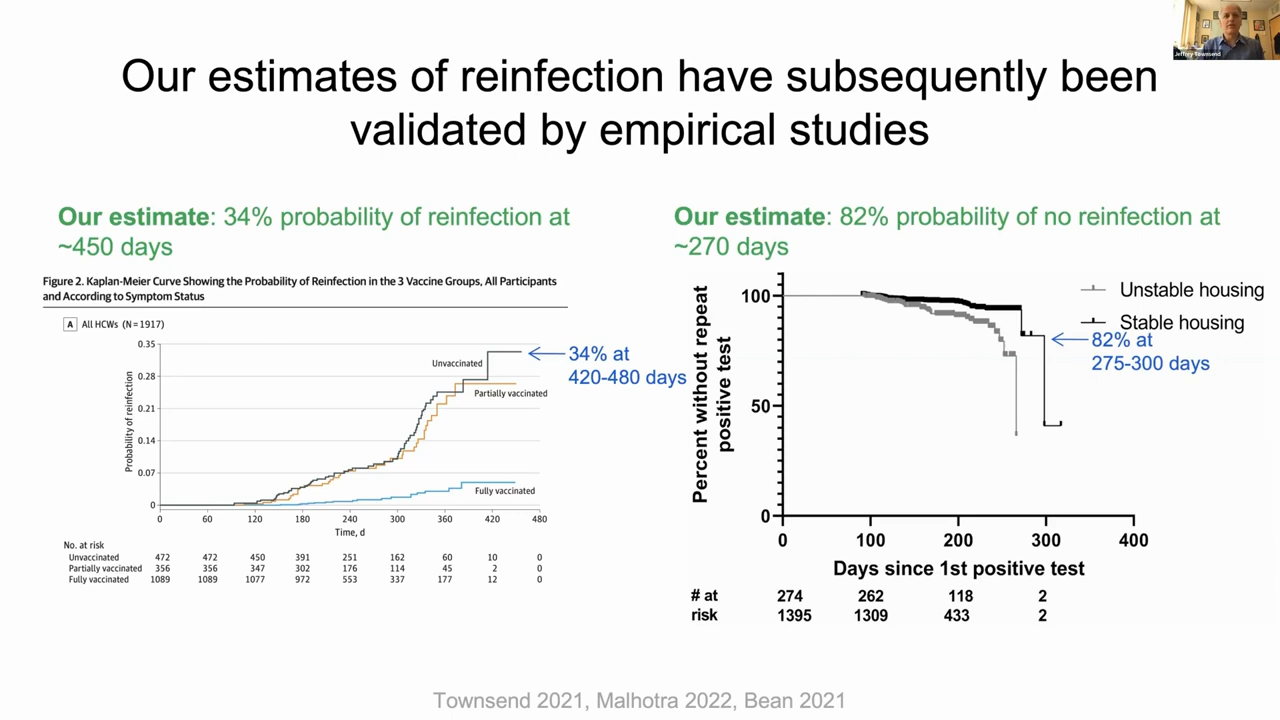 Jeffrey Townsend
Our estimates of reinfection have subsequently been
validated by empirical studies
Our estimate: 34% probability of reinfection at
~450 days
Figure 2. Kaplan-Meier Curve Showing the Probability of Reinfection in the 3 Vaccine Groups, All Participants
and According to Symptom Status
A All HCWs (N=1917)
0.35
0.28
0.21
0.14
0.07
0
Probability of reinfection
Unvaccinated
Partially vaccinated
Fully vaccinated
34% at
420-480 days
0 60 120 180 240 300 360 420 480
Time, d
No. at risk
Unvaccinated 472 472 450 391 251 162 60 10 0
Partially vaccinated 356 356 347 302 176 114 45 2 0
Fully vaccinated 1089 1089 1077 972 553 337 177 12 0
Our estimate: 82% probability of no reinfection at
~270 days
Percent without repeat
positive test
100
50
0
Unstable housing
Stable housing
82% at
275-300 days
0 100 200 300 400
Days since 1st positive test
# at 274 262 118 2
risk 1395 1309 433 2
Townsend 2021, Malhotra 2022, Bean 2021